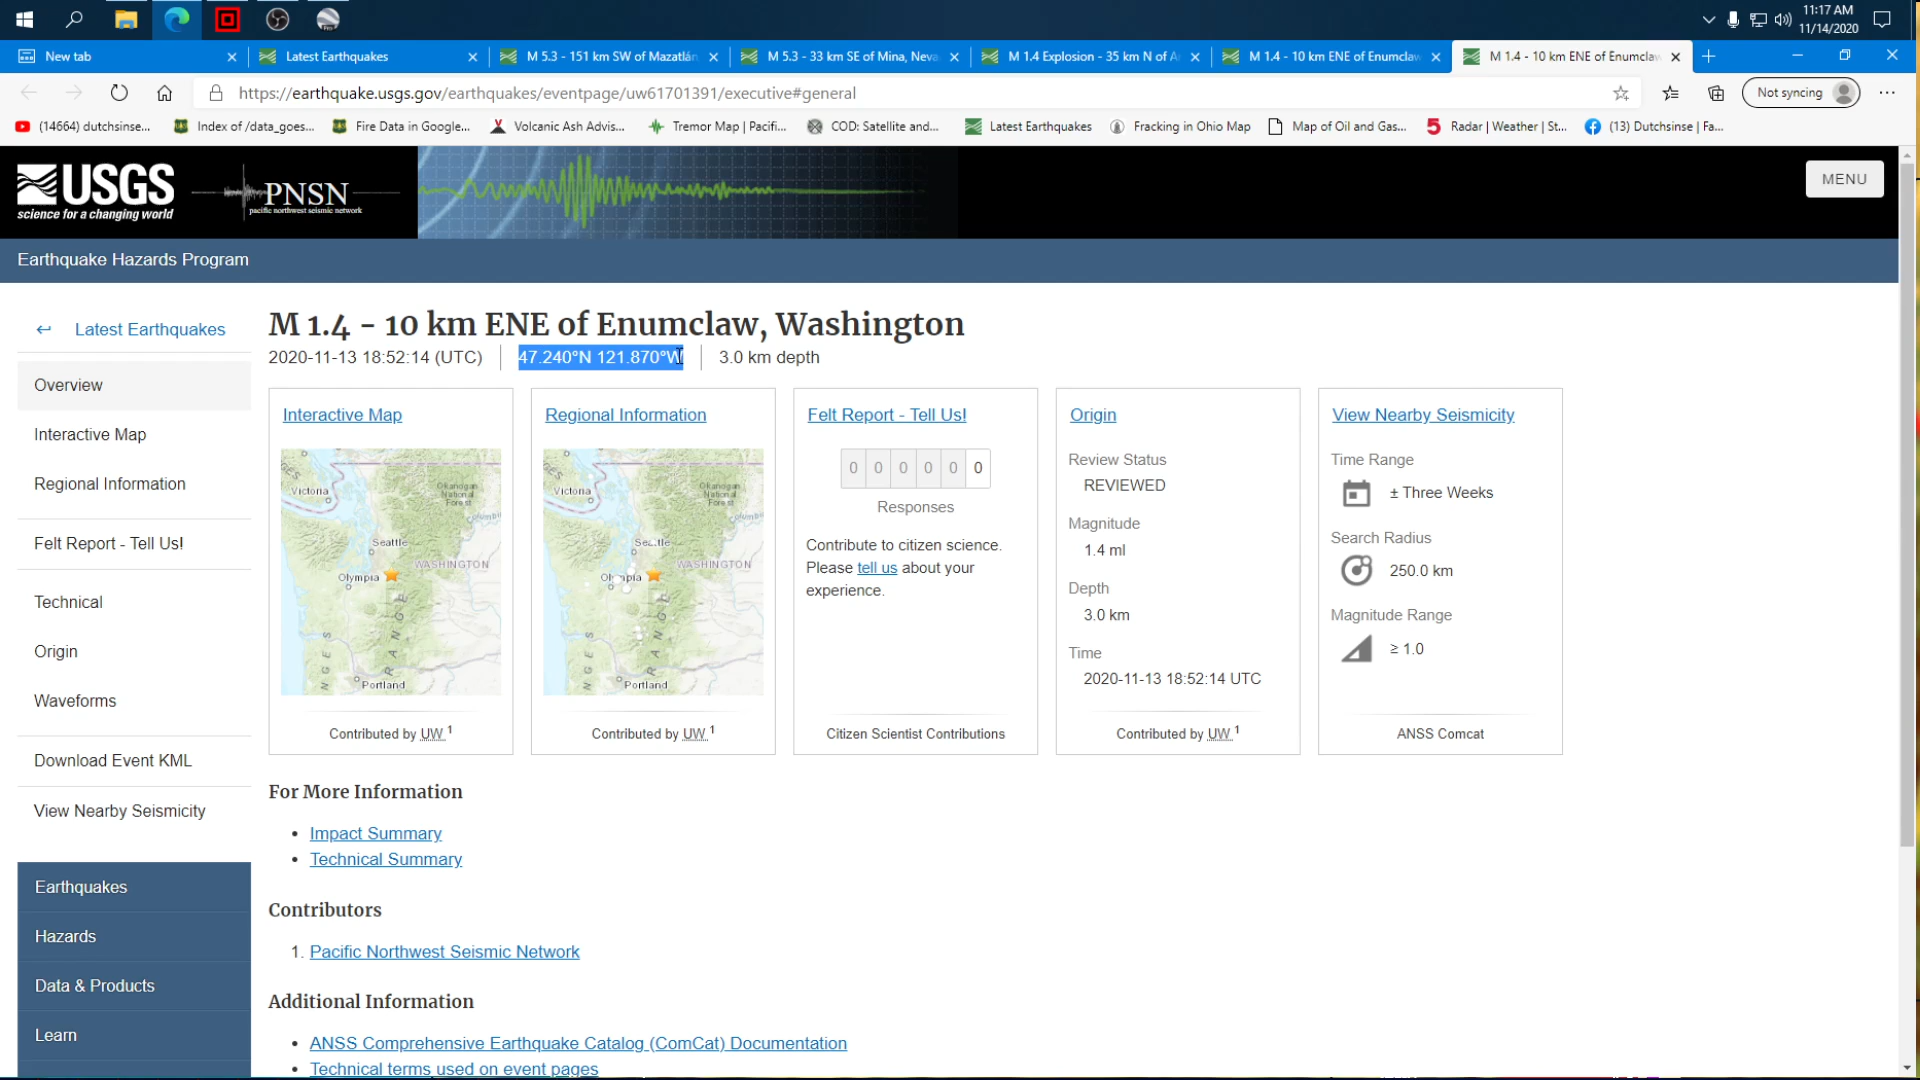 11:17 AM
11/14/2020
New tab
Latest Earthquakes
M 5.3 - 151 km SW of Mazatlán
M 5.3 - 33 km SE of Mina, Neva
M 1.4 Explosion - 35 km N of Ar
M 1.4 - 10 km ENE of Enumclaw
M 1.4 - 10 km ENE of Enumclaw
https://earthquake.usgs.gov/earthquakes/eventpage/uw61701391/executive#general
Not syncing
(14664) dutchsinse...
Index of /data_goes...
Fire Data in Google...
Volcanic Ash Advis...
Tremor Map | Pacifi...
COD: Satellite and...
Latest Earthquakes
Fracking in Ohio Map
Map of Oil and Gas...
Radar | Weather | St...
(13) Dutchsinse | Fa...
USGS
science for a changing world
PNSN
pacific northwest seismic network
MENU
Earthquake Hazards Program
Latest Earthquakes
Overview
Interactive Map
Regional Information
Felt Report - Tell Us!
Technical
Origin
Waveforms
Download Event KML
View Nearby Seismicity
Earthquakes
Hazards
Data & Products
Learn
M 1.4 - 10 km ENE of Enumclaw, Washington
2020-11-13 18:52:14 (UTC)
47.240°N 121.870°W
3.0 km depth
Interactive Map
Victoria
Okanogan
National
Forest
Seattle
WASHINGTON
Olympia
Portland
Contributed by UW 1
Regional Information
Victoria
Okanogan
National
Forest
Seattle
WASHINGTON
Olympia
Portland
Contributed by UW 1
Felt Report - Tell Us!
0 0 0 0 0 0
Responses
Contribute to citizen science.
Please tell us about your
experience.
Citizen Scientist Contributions
Origin
Review Status
REVIEWED
Magnitude
1.4 ml
Depth
3.0 km
Time
2020-11-13 18:52:14 UTC
Contributed by UW 1
View Nearby Seismicity
Time Range
± Three Weeks
Search Radius
250.0 km
Magnitude Range
≥ 1.0
ANSS Comcat
For More Information
• Impact Summary
• Technical Summary
Contributors
1. Pacific Northwest Seismic Network
Additional Information
• ANSS Comprehensive Earthquake Catalog (ComCat) Documentation
• Technical terms used on event pages